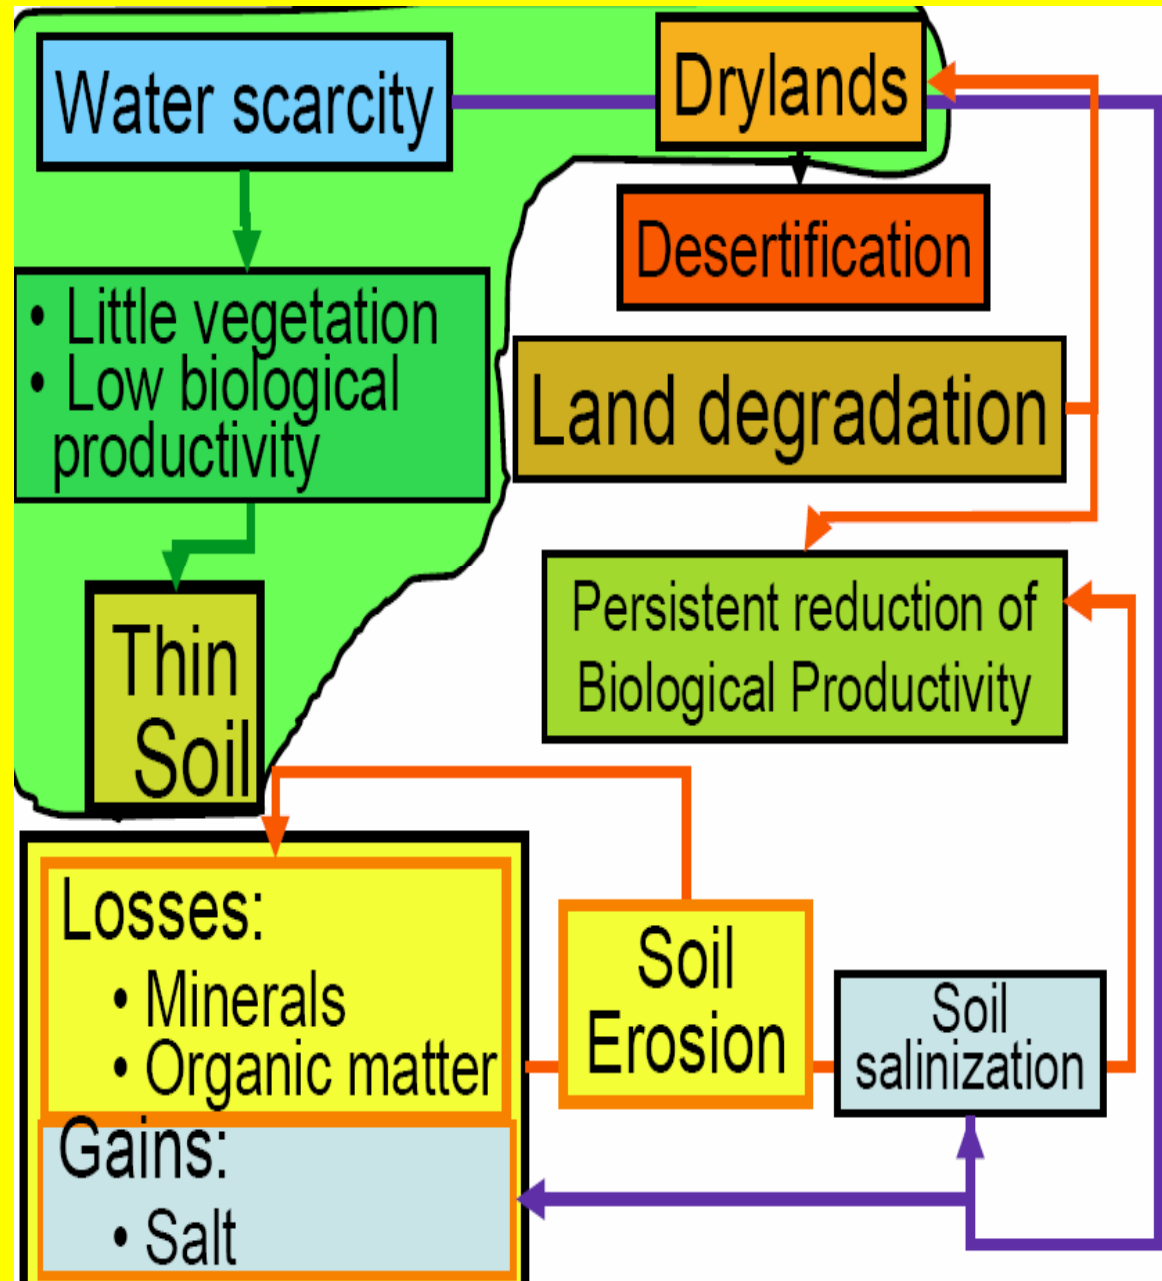 Water scarcity
Drylands
Desertification
• Little vegetation
• Low biological
productivity
Land degradation
Persistent reduction of
Biological Productivity
Thin
Soil
Losses:
• Minerals
• Organic matter
Soil
Erosion
Soil
salinization
Gains:
• Salt